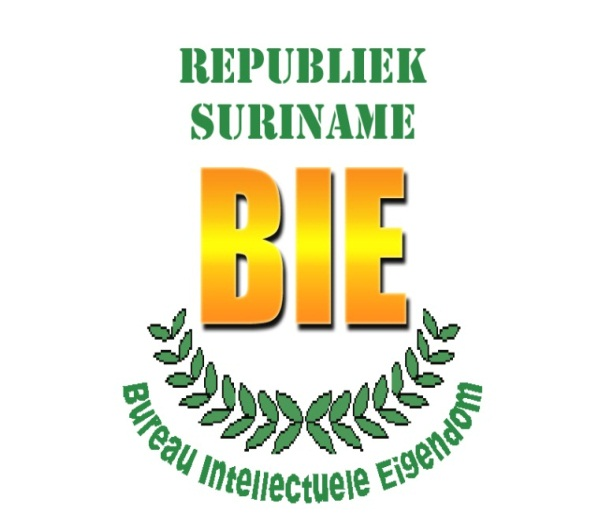 REPUBLIEK
SURINAME
BIE
Bureau Intellectuele Eigendom